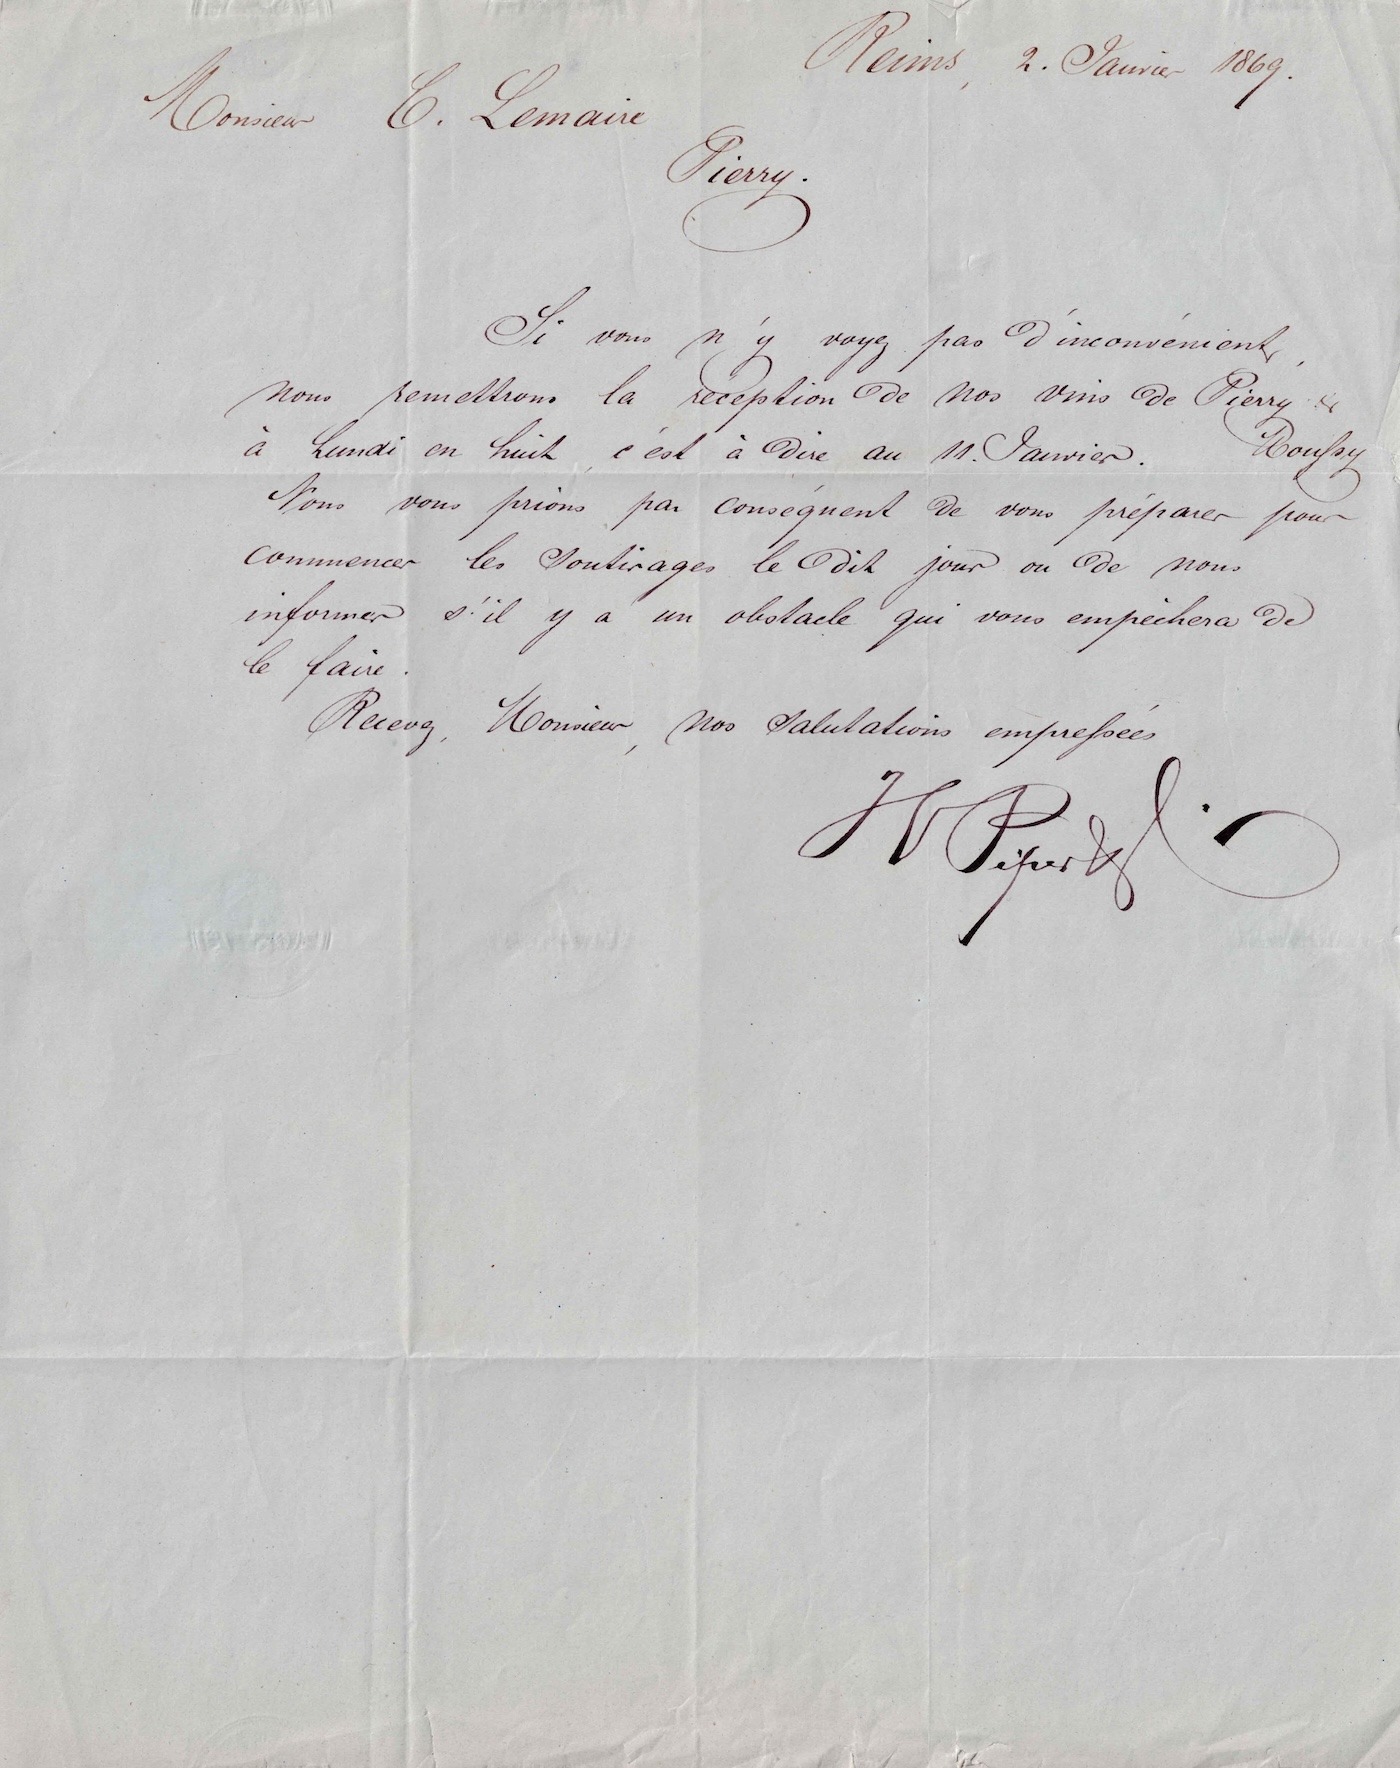 Reims, 2. Janvier 1869.
Monsieur C. Lemaire
Pierry.
Si vous n'y voyez pas d'inconvénient,
nous remettrons la réception de nos vins de Pierry &
Moussy
à Lundi en huit, c'est à dire au 11. Janvier.
Nous vous prions par conséquent de vous préparer pour
commencer les soutirages le dit jour ou de nous
informer s'il y a un obstacle qui vous empêchera de
le faire.
Recevez, Monsieur, nos salutations empressées
H Piper & C